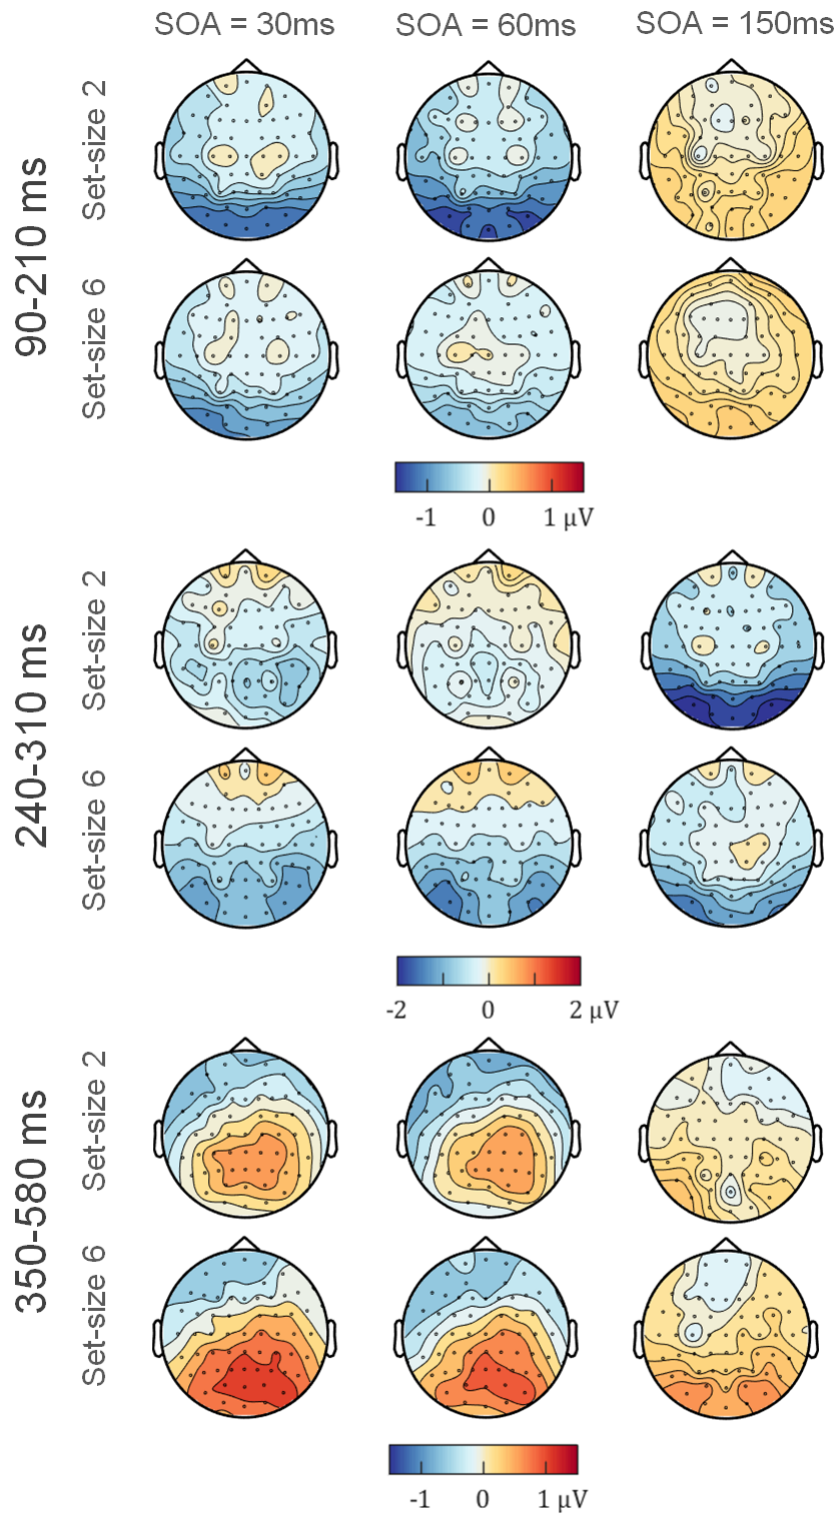 SOA = 30ms SOA = 60ms SOA = 150ms
90-210 ms
Set-size 2
Set-size 6
-1 0 1 μV
240-310 ms
Set-size 2
Set-size 6
-2 0 2 μV
350-580 ms
Set-size 2
Set-size 6
-1 0 1 μV